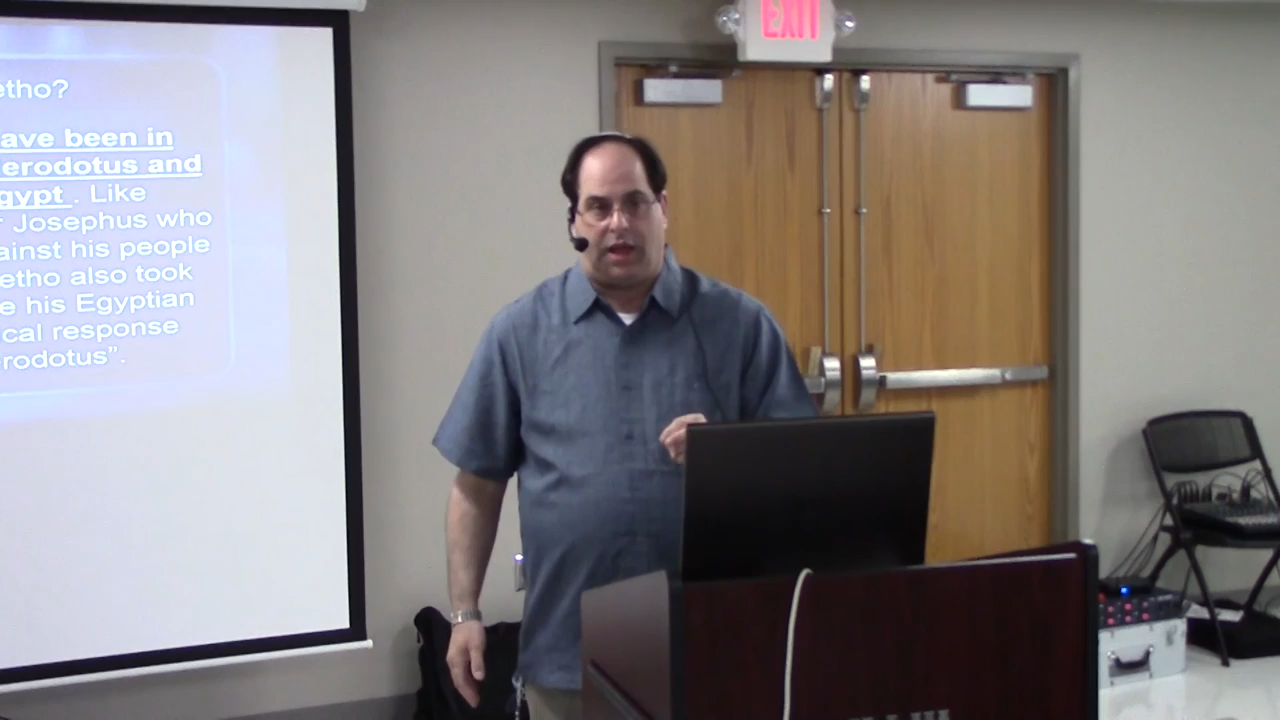 etho?
ave been in
erodotus and
gypt . Like
r Josephus who
ainst his people
etho also took
e his Egyptian
cal response
rodotus”.
EXIT